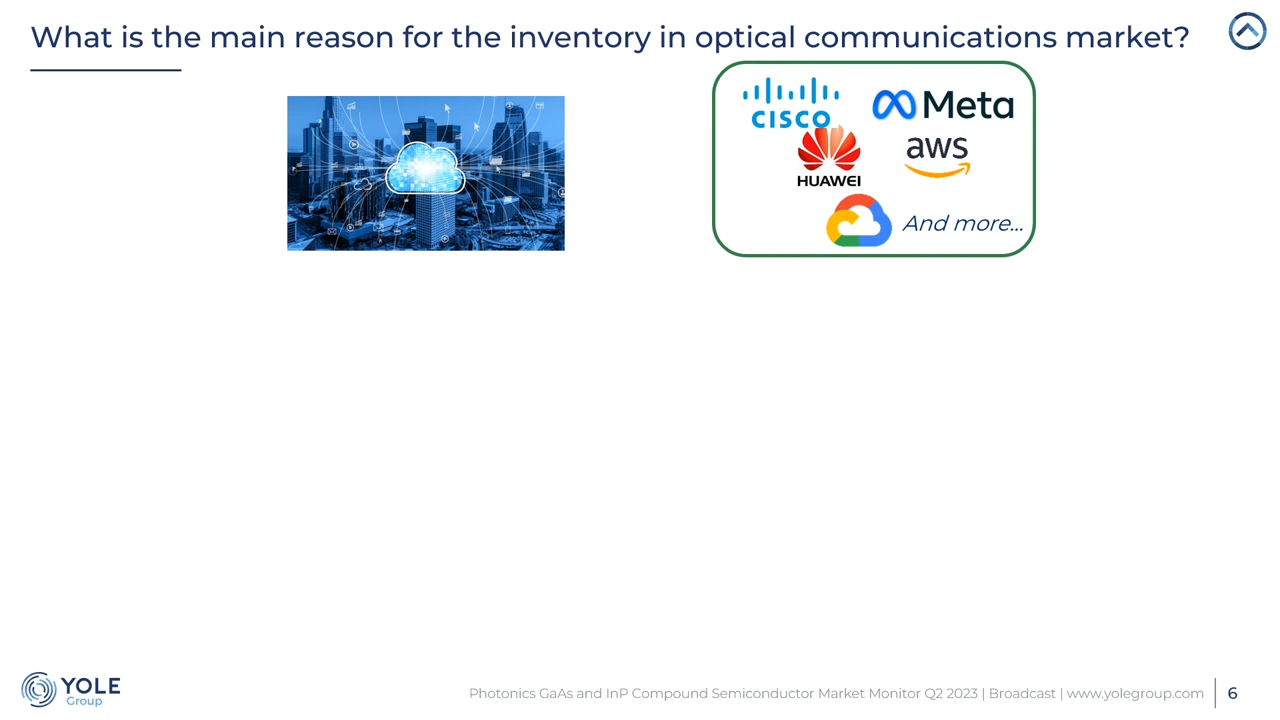 What is the main reason for the inventory in optical communications market?
CISCO
Meta
HUAWEI
aws
And more...
YOLE
Group
Photonics GaAs and InP Compound Semiconductor Market Monitor Q2 2023 | Broadcast | www.yolegroup.com | 6